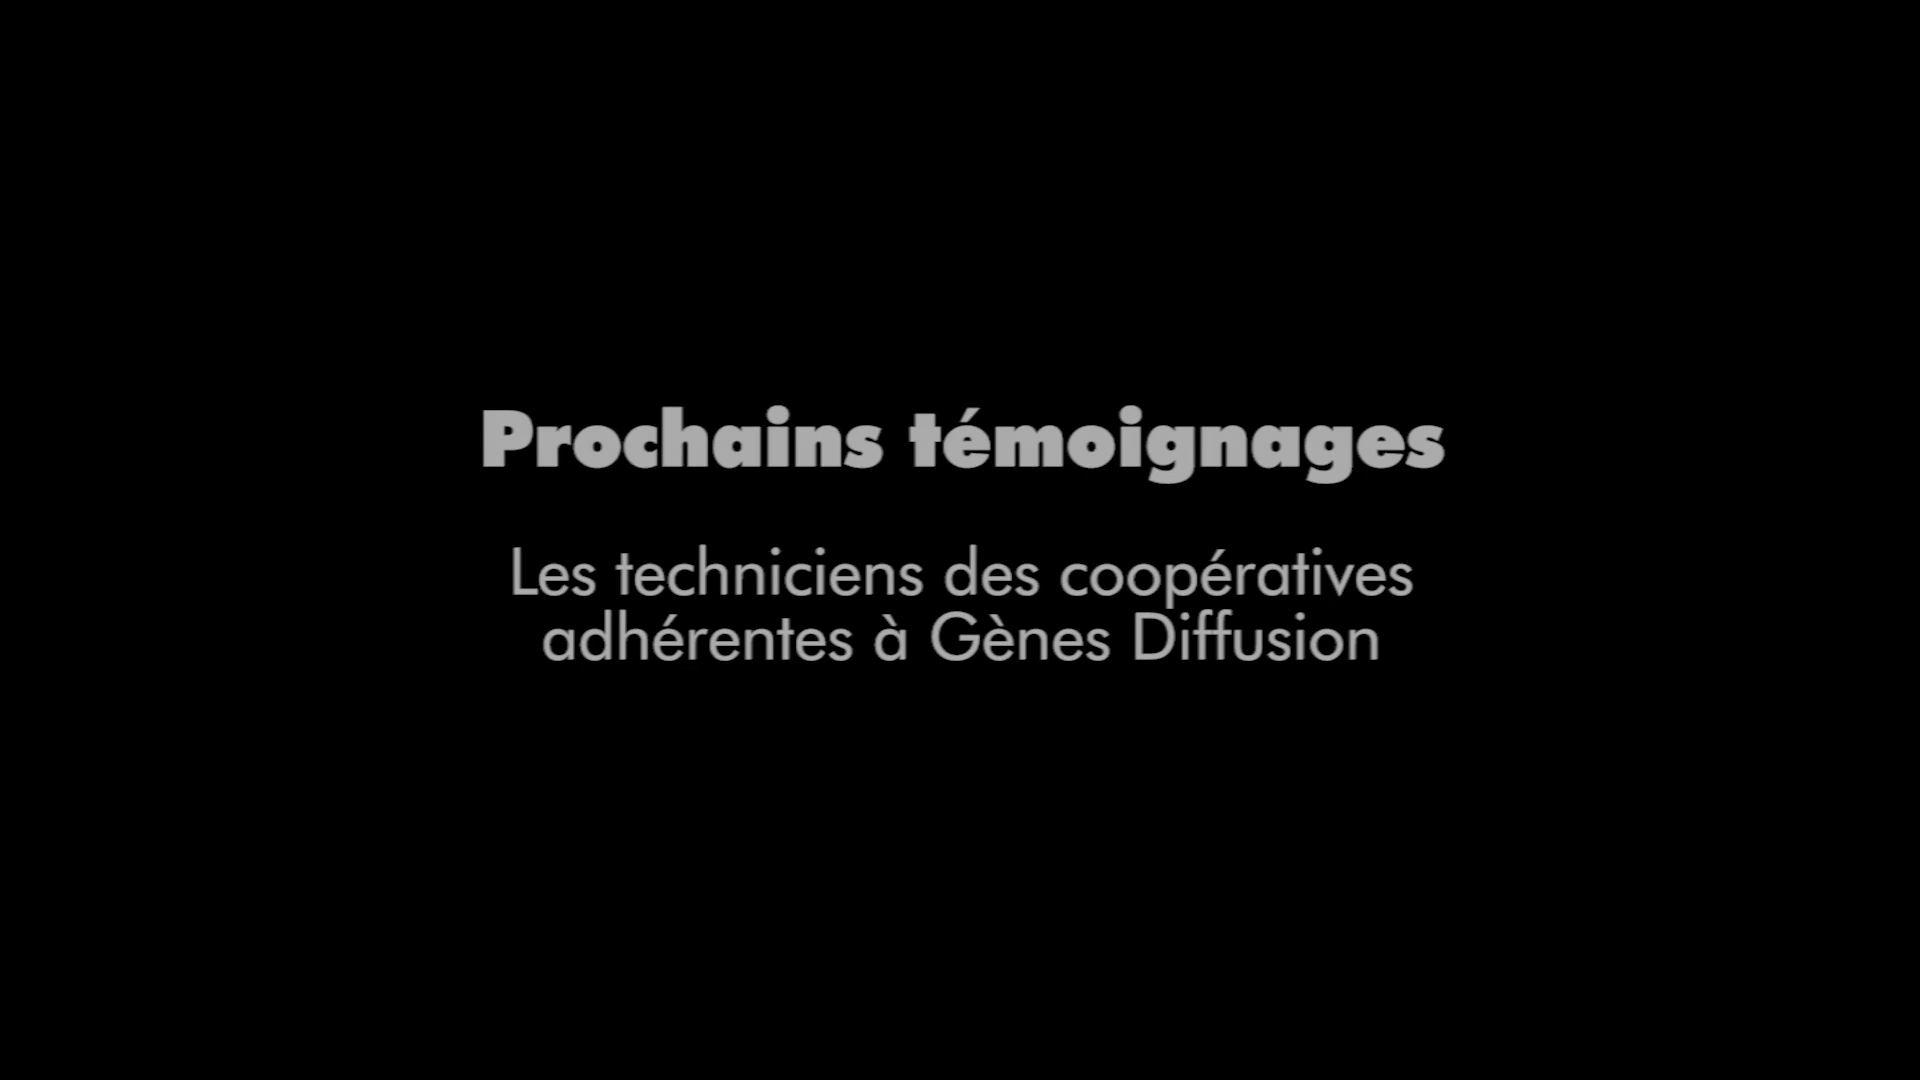 Prochains témoignages
Les techniciens des coopératives
adhérentes à Gènes Diffusion